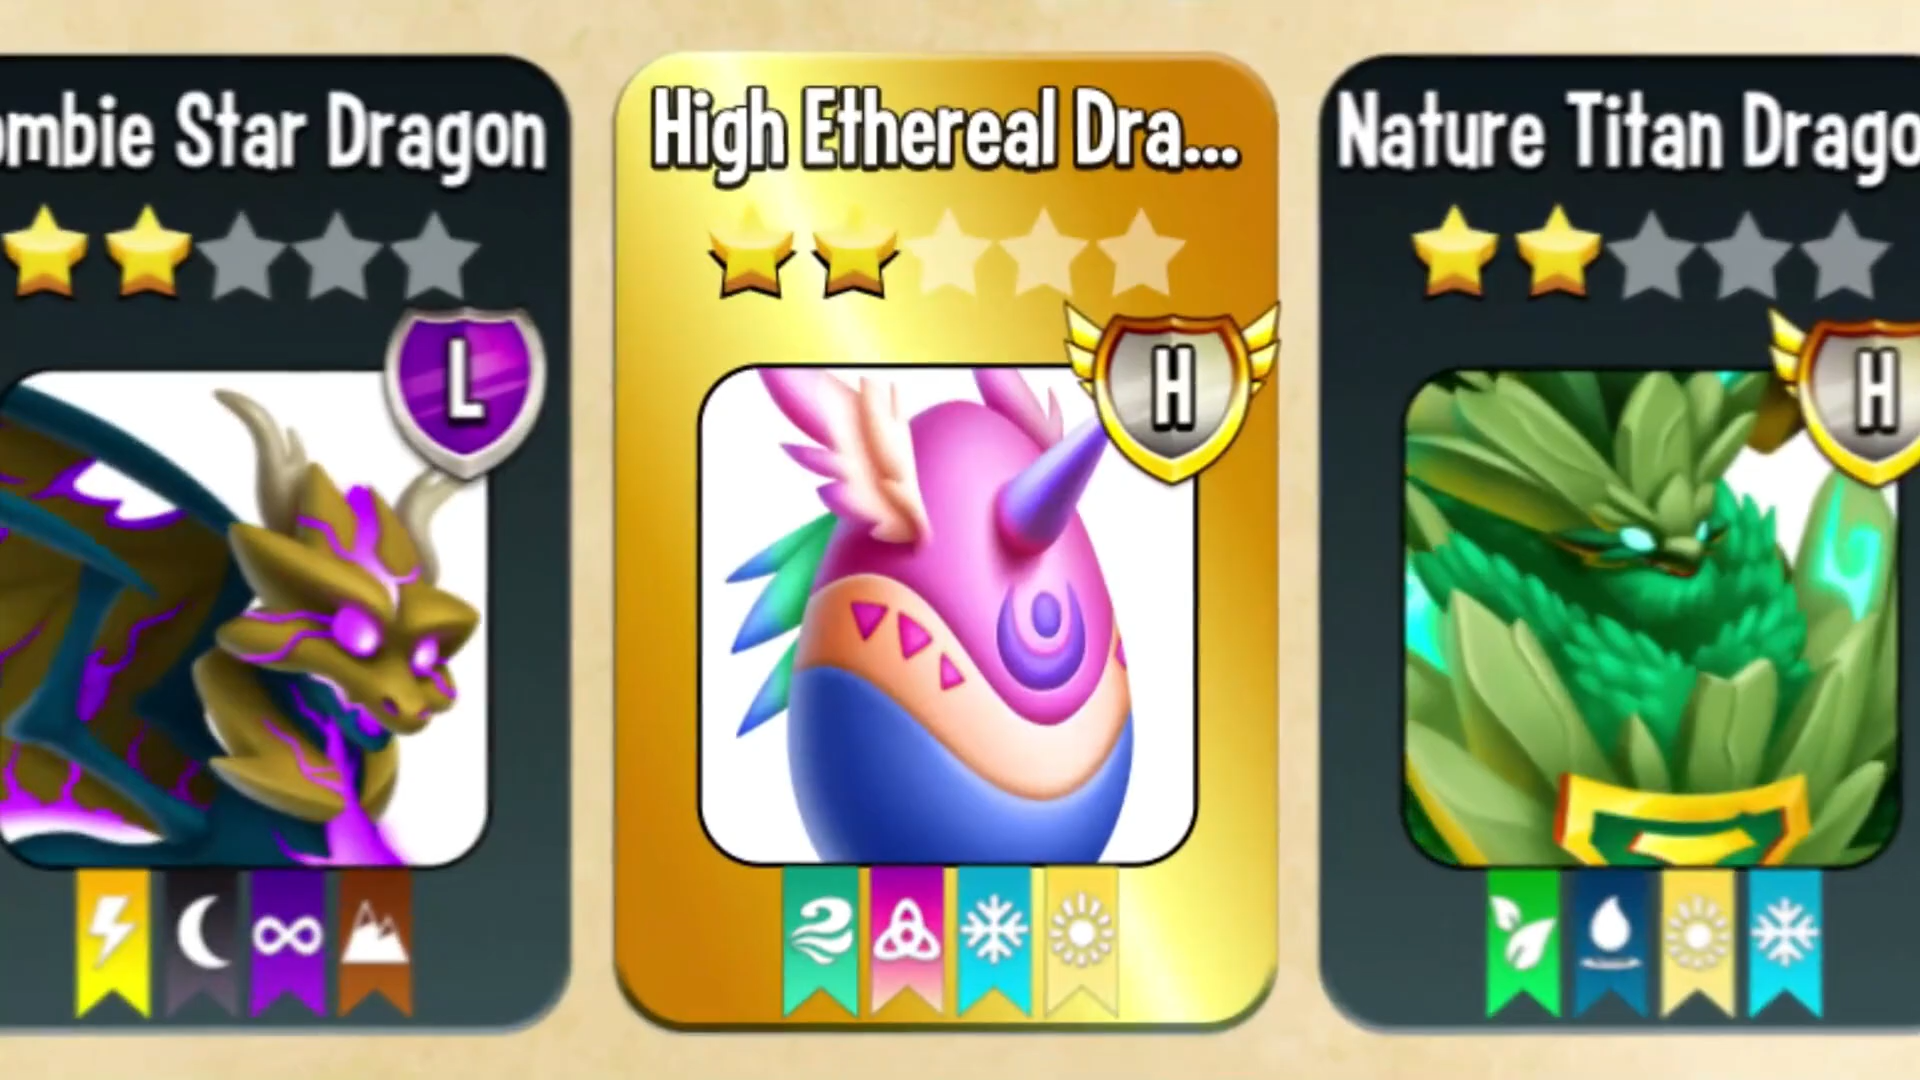 ombie Star Dragon
High Ethereal Dra...
Nature Titan Drago
L
H
H